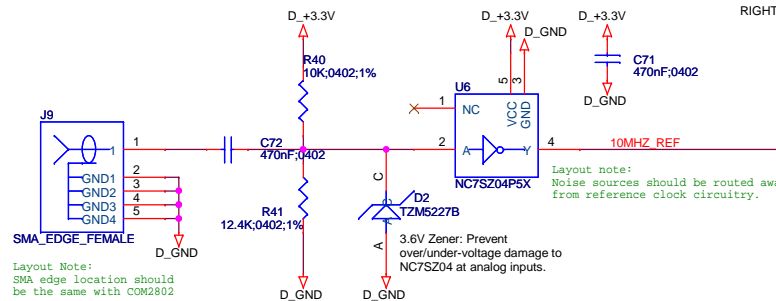 RIGHT
D_+3.3V
D_+3.3V
D_+3.3V
D_GND
R40
10K;0402;1%
C71
470nF;0402
D_GND
U6
5
3
VCC
GND
1
NC
J9
1
1
C72
470nF;0402
2
A
Y
4
10MHZ_REF
NC7SZ04P5X
Layout note:
Noise sources should be routed awa
from reference clock circuitry.
GND1
2
GND2
3
GND3
4
GND4
5
SMA_EDGE_FEMALE
D_GND
R41
12.4K;0402;1%
C
D2
TZM5227B
A
3.6V Zener: Prevent
over/under-voltage damage to
NC7SZ04 at analog inputs.
D_GND
D_GND
Layout Note:
SMA edge location should
be the same with COM2802